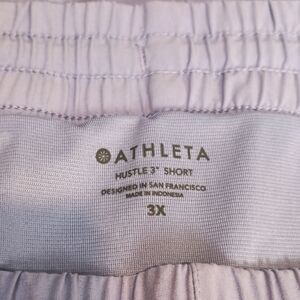 ATHLETA
HUSTLE 3" SHORT
DESIGNED IN SAN FRANCISCO
MADE IN INDONESIA
3X